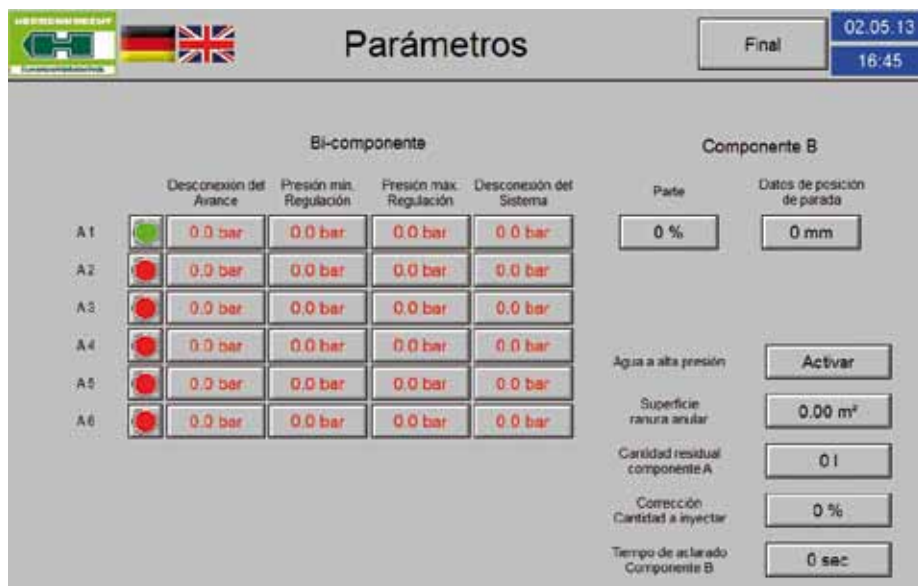 HERRENKNECHT
Parámetros
Final
02.05.13
16:45
Bi-componente
Componente B
Desconexión del
Avance
Presión mín.
Regulación
Presión máx.
Regulación
Desconexión del
Sistema
Parte
Datos de posición
de parada
A1 0.0 bar 0.0 bar 0.0 bar 0.0 bar
0 % 0 mm
A2 0.0 bar 0.0 bar 0.0 bar 0.0 bar
A3 0.0 bar 0.0 bar 0.0 bar 0.0 bar
A4 0.0 bar 0.0 bar 0.0 bar 0.0 bar
Agua a alta presión Activar
A5 0.0 bar 0.0 bar 0.0 bar 0.0 bar
Superficie
ranura anular
0.00 m²
A6 0.0 bar 0.0 bar 0.0 bar 0.0 bar
Cantidad residual
componente A
0 l
Corrección
Cantidad a inyectar
0 %
Tiempo de aclarado
Componente B
0 sec